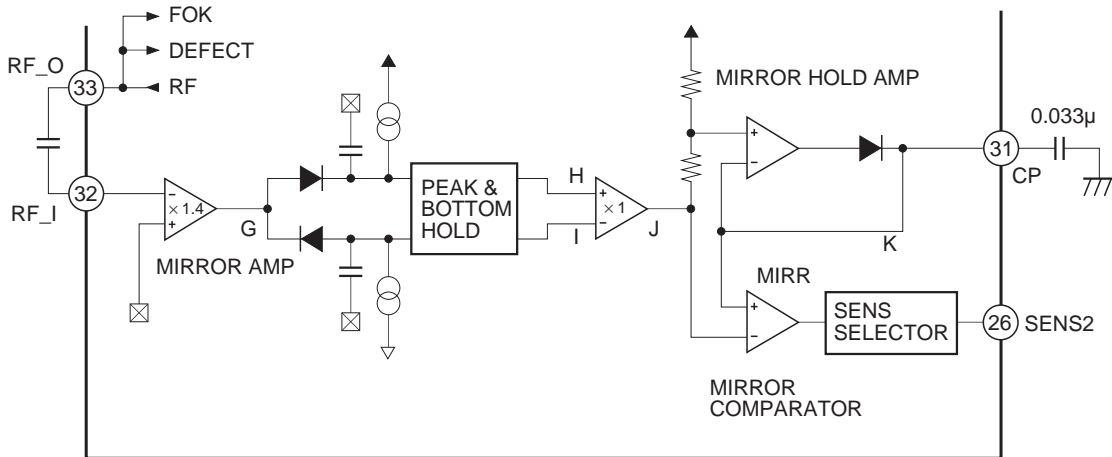 FOK
DEFECT
RF_O
33
RF
MIRROR HOLD AMP
0.033µ
31
CP
32
RF_I
−
× 1.4
+
G
MIRROR AMP
PEAK &
BOTTOM
HOLD
H
I
+
× 1
−
J
+
−
K
MIRR
+
−
SENS
SELECTOR
26
SENS2
MIRROR
COMPARATOR